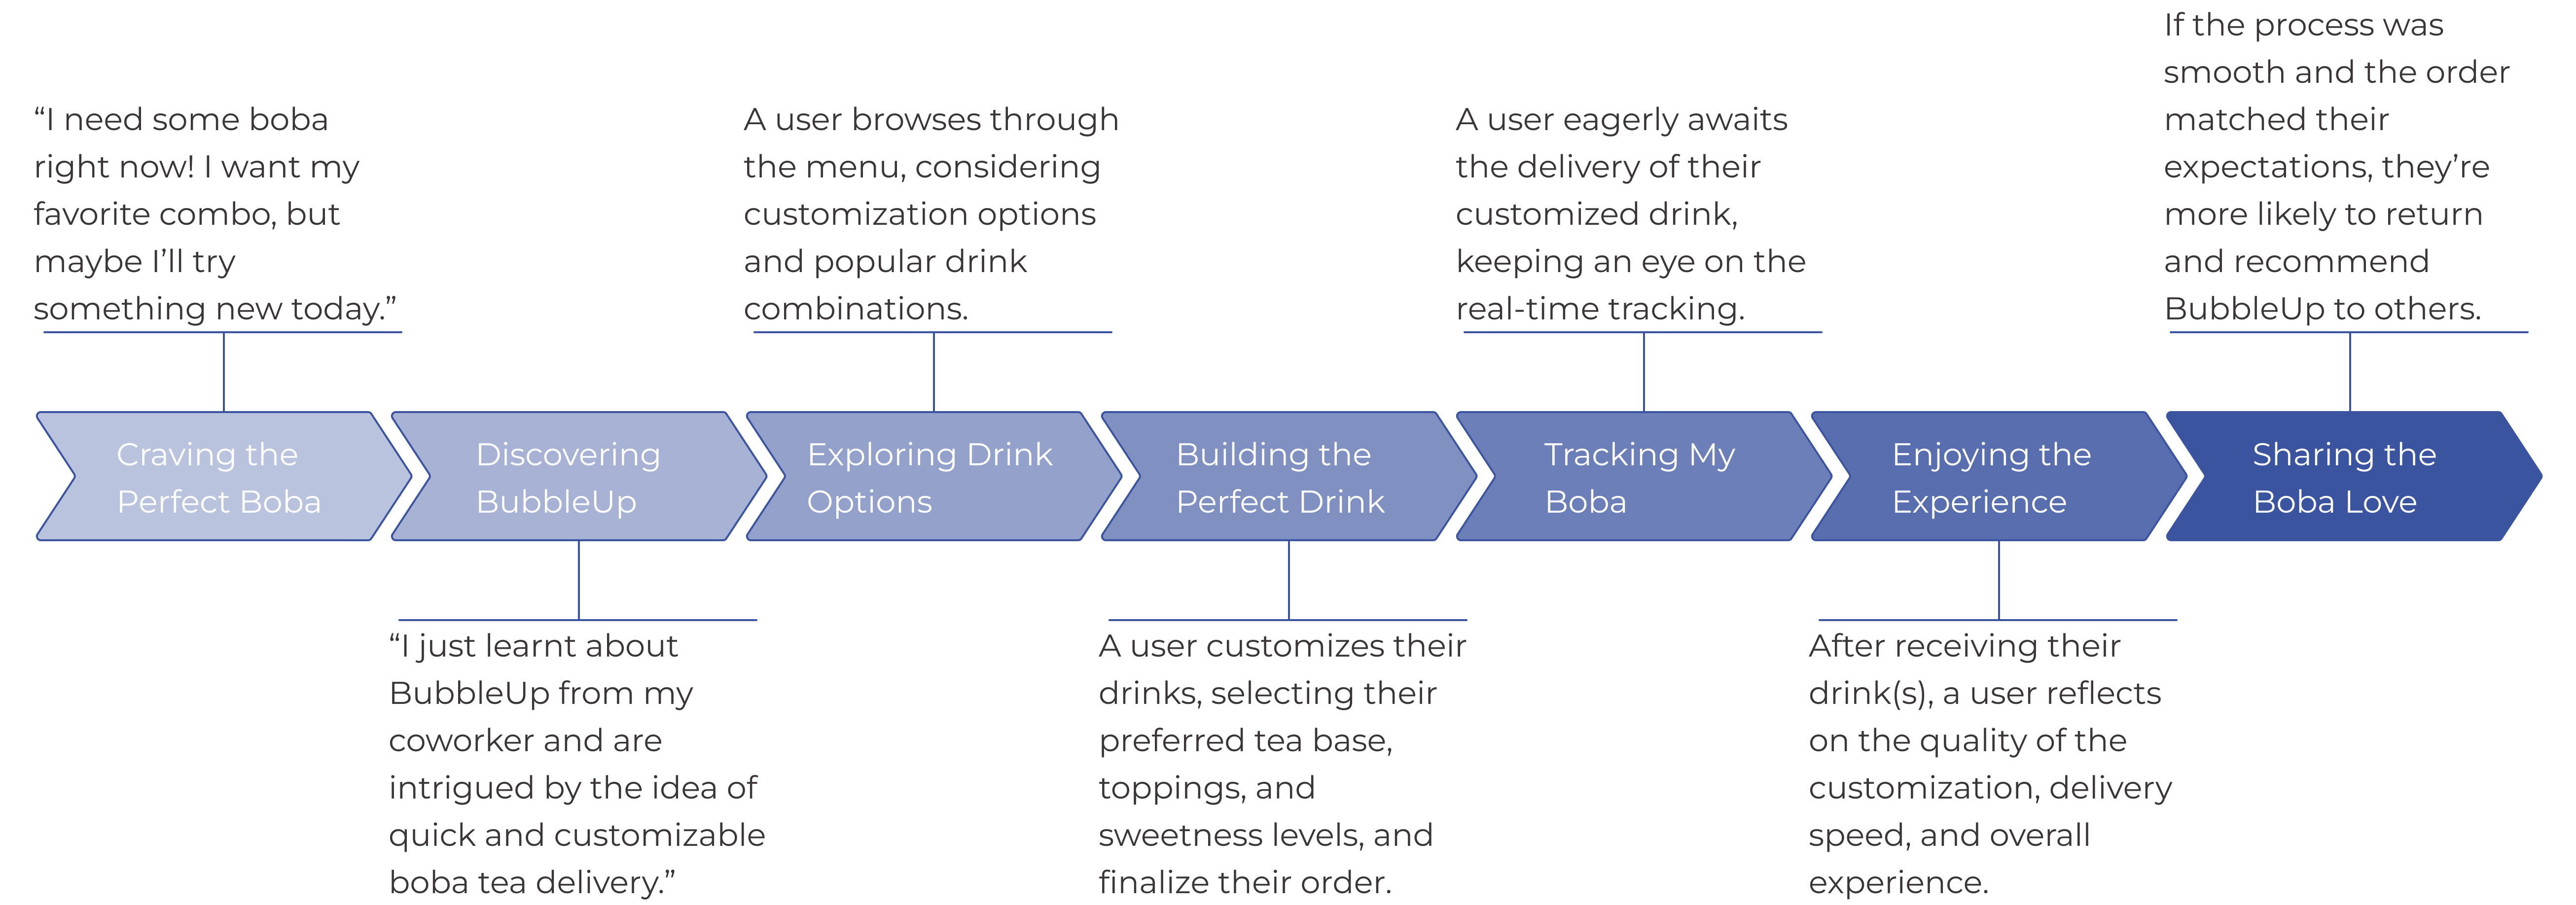 “I need some boba
right now! I want my
favorite combo, but
maybe I’ll try
something new today.”
Craving the
Perfect Boba
Discovering
BubbleUp
“I just learnt about
BubbleUp from my
coworker and are
intrigued by the idea of
quick and customizable
boba tea delivery.”
A user browses through
the menu, considering
customization options
and popular drink
combinations.
Exploring Drink
Options
Building the
Perfect Drink
A user customizes their
drinks, selecting their
preferred tea base,
toppings, and
sweetness levels, and
finalize their order.
A user eagerly awaits
the delivery of their
customized drink,
keeping an eye on the
real-time tracking.
Tracking My
Boba
Enjoying the
Experience
After receiving their
drink(s), a user reflects
on the quality of the
customization, delivery
speed, and overall
experience.
If the process was
smooth and the order
matched their
expectations, they’re
more likely to return
and recommend
BubbleUp to others.
Sharing the
Boba Love